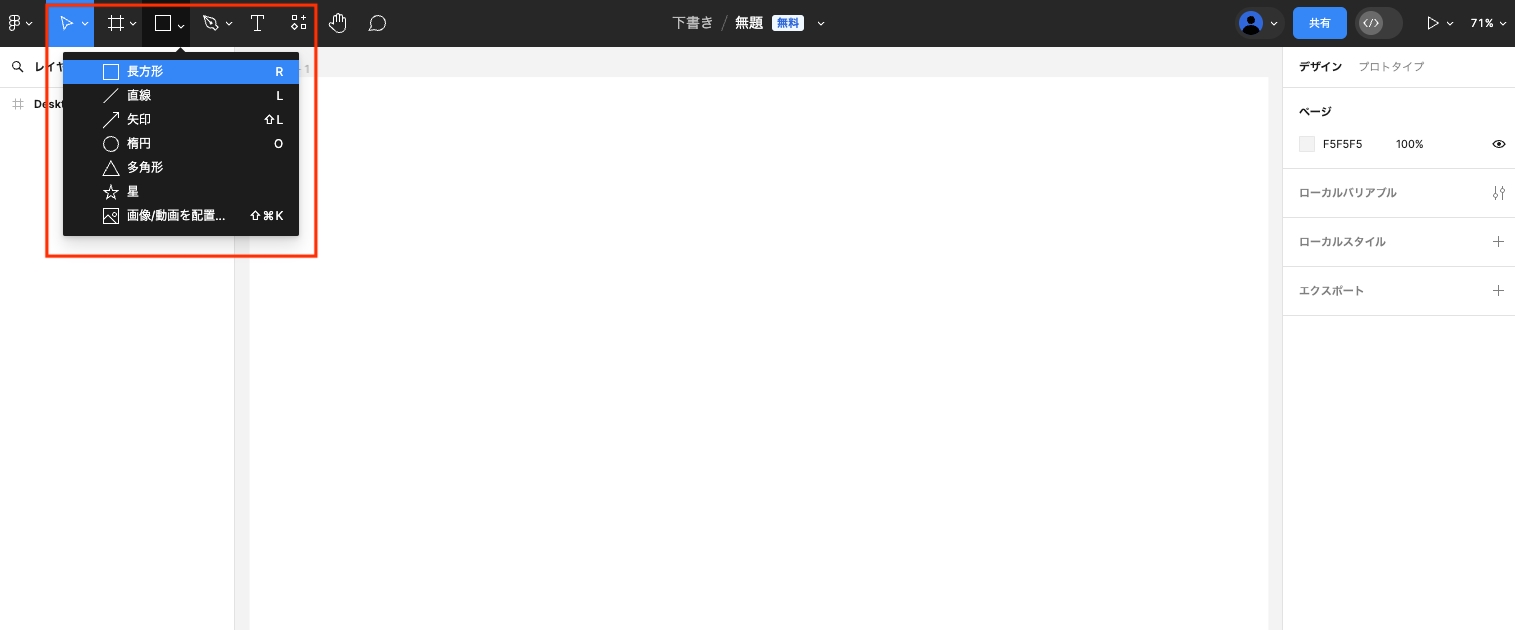 下書き / 無題 無料
共有
71%
レイヤ
Deskt
1
長方形 R
直線 L
矢印 ⇧L
楕円 O
多角形
星
画像/動画を配置... ⇧⌘K
デザイン プロトタイプ
ページ
F5F5F5 100%
ローカルバリアブル
ローカルスタイル
エクスポート